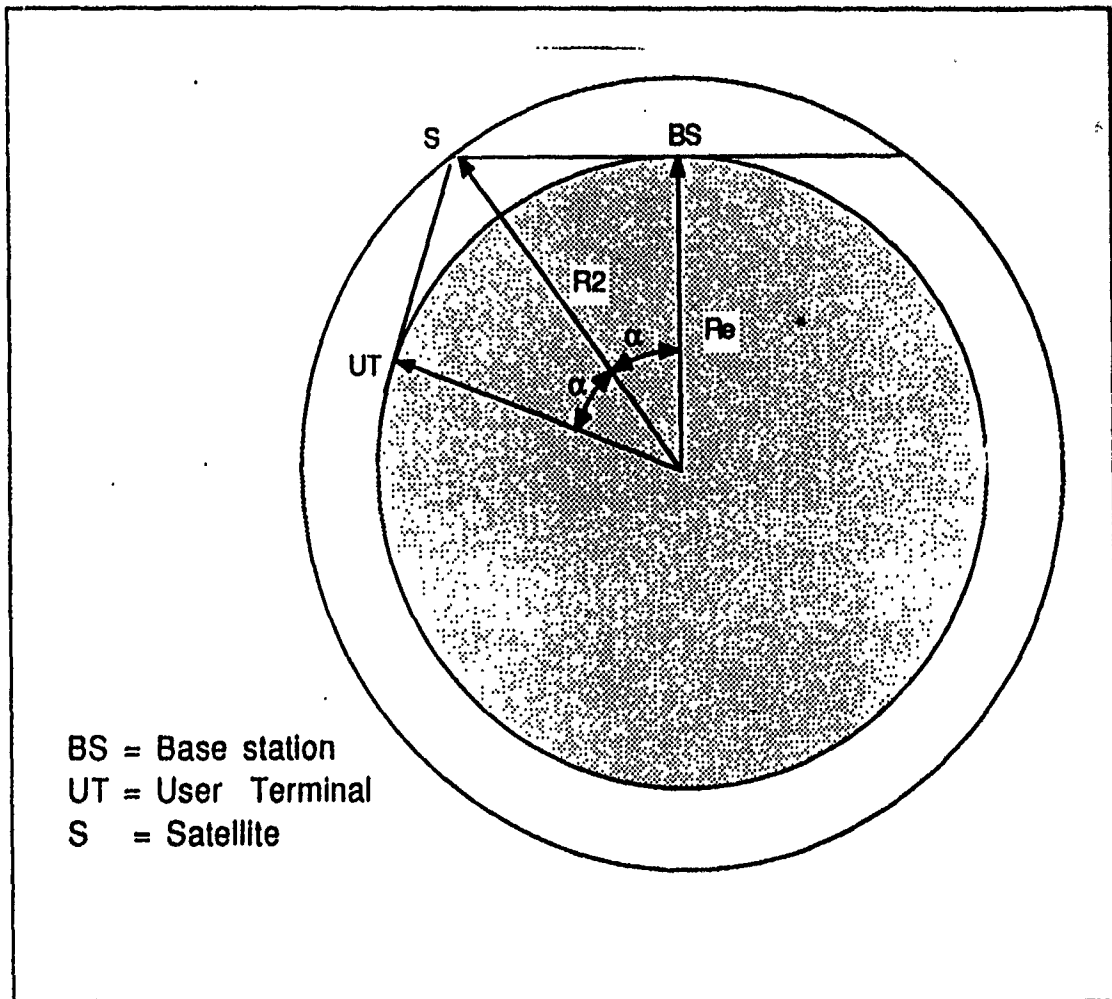 S
BS
R2
Re
α
α
UT
BS = Base station
UT = User Terminal
S = Satellite